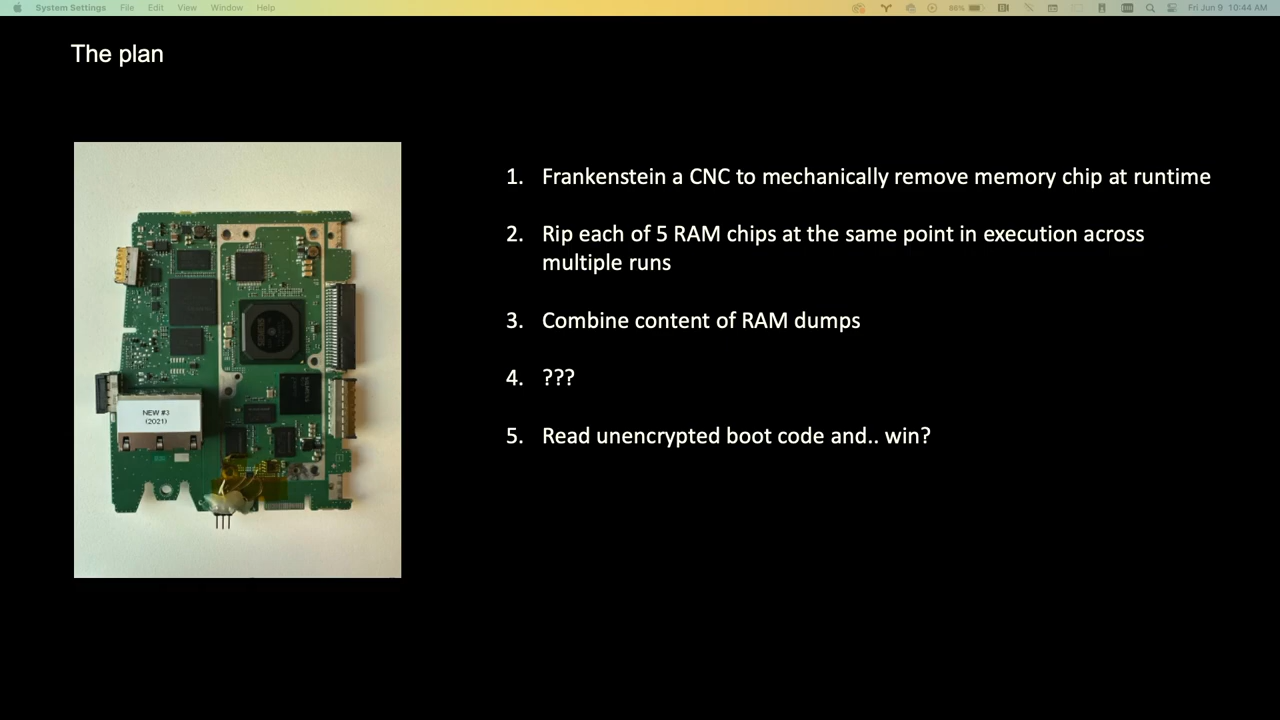 System Settings File Edit View Window Help 86% Fri Jun 9 10:44 AM
The plan
1. Frankenstein a CNC to mechanically remove memory chip at runtime
2. Rip each of 5 RAM chips at the same point in execution across
multiple runs
3. Combine content of RAM dumps
4. ???
5. Read unencrypted boot code and.. win?
SIEMENS
NEW #3
(2021)